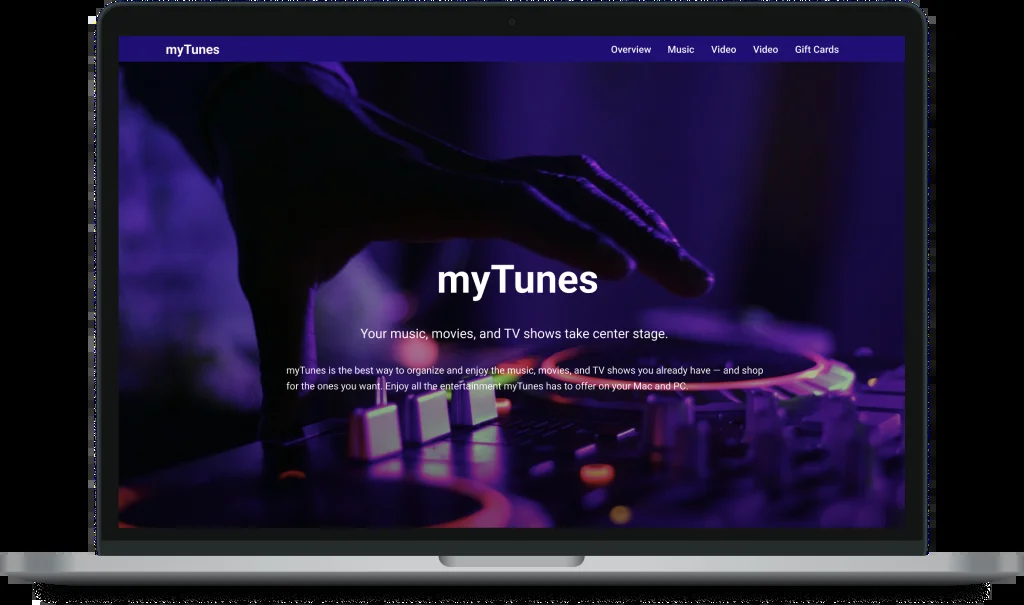 myTunes
Overview Music Video Video Gift Cards
myTunes
Your music, movies, and TV shows take center stage.
myTunes is the best way to organize and enjoy the music, movies, and TV shows you already have — and shop
for the ones you want. Enjoy all the entertainment myTunes has to offer on your Mac and PC.